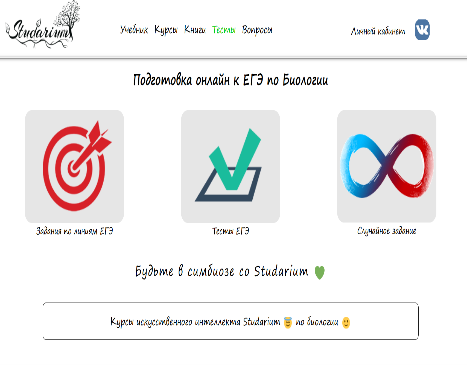 Studarium
Учебник Курсы Книги Тесты Вопросы
Личный кабинет
Подготовка онлайн к ЕГЭ по Биологии
Задания по линиям ЕГЭ
Тесты ЕГЭ
Случайное задание
Будьте в симбиозе со Studarium 💚
Курсы искусственного интеллекта Studarium по биологии